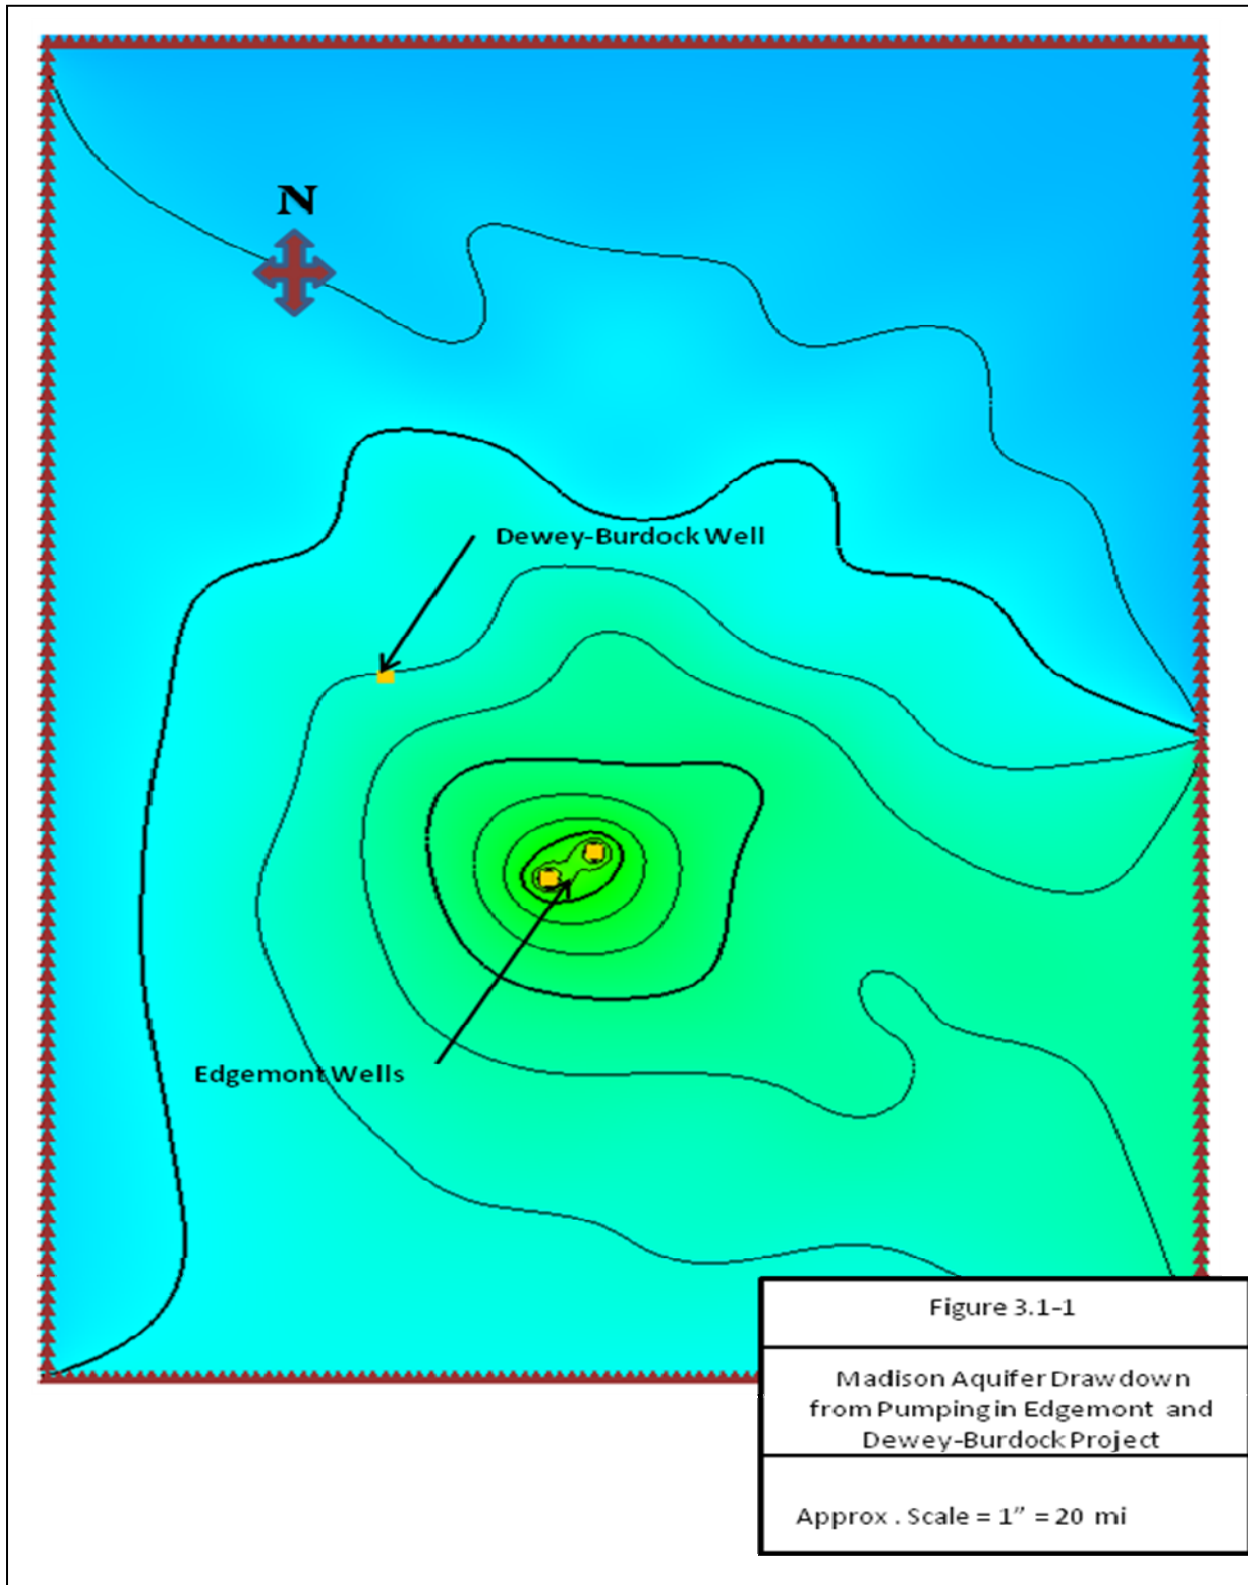 N
Dewey-Burdock Well
Edgemont Wells
Figure 3.1-1
Madison Aquifer Drawdown
from Pumping in Edgemont and
Dewey-Burdock Project
Approx . Scale = 1” = 20 mi